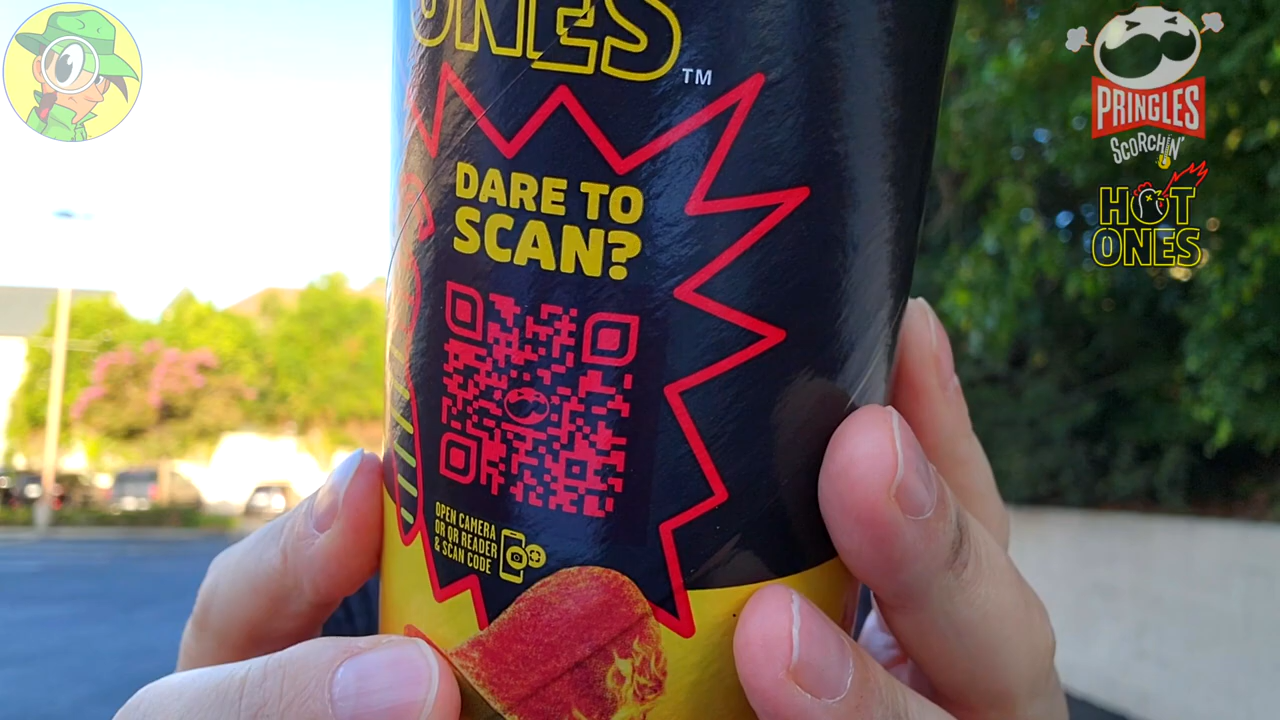 ONES
TM
DARE TO
SCAN?
OPEN CAMERA
OR QR READER
& SCAN CODE
PRINGLES
SCORCHIN'
HOT
ONES